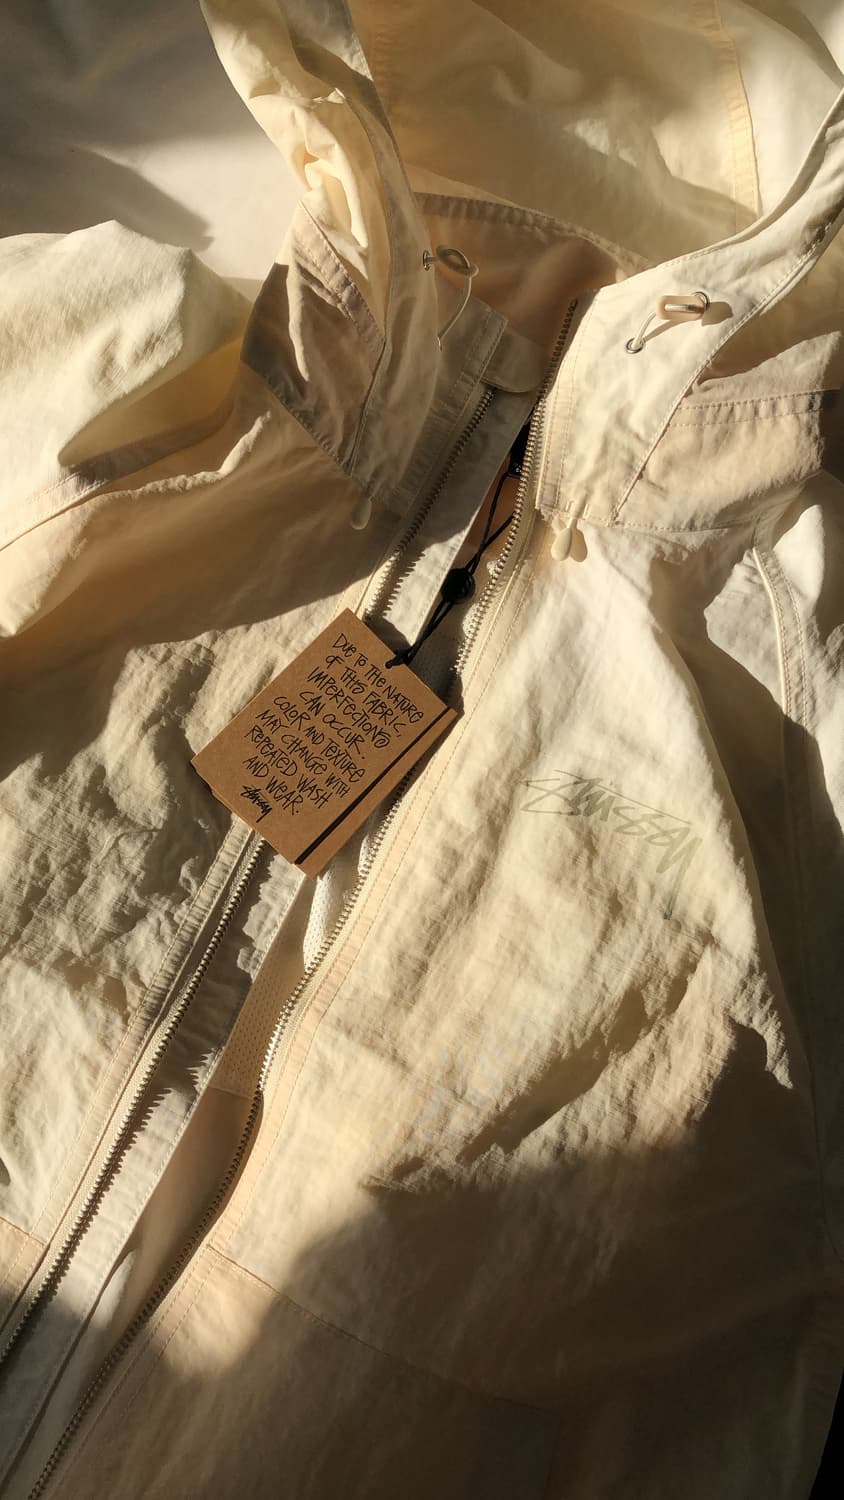 DUE TO THE NATURE
OF THIS FABRIC,
IMPERFECTIONS
CAN OCCUR.
COLOR AND TEXTURE
MAY CHANGE WITH
REPEATED WASH
AND WEAR.
STÜSSY
STÜSSY